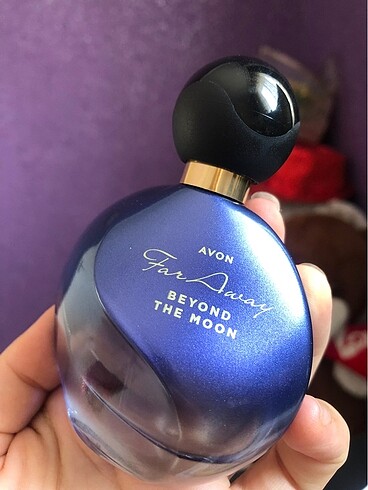 AVON
Far Away
BEYOND
THE MOON